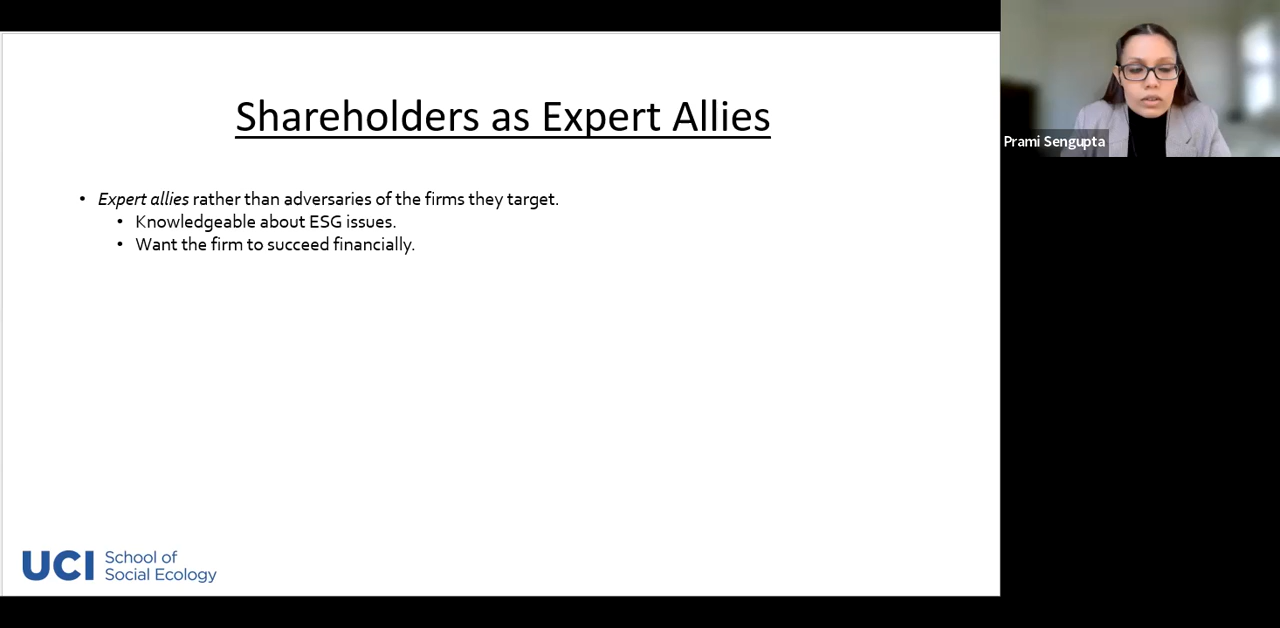 Shareholders as Expert Allies
• Expert allies rather than adversaries of the firms they target.
• Knowledgeable about ESG issues.
• Want the firm to succeed financially.
UCI School of
Social Ecology
Prami Sengupta